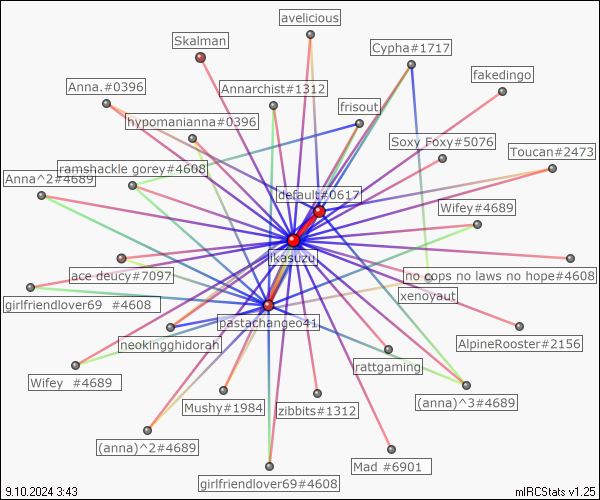 avelicious
Skalman
Cypha#1717
fakedingo
Anna.#0396
Annarchist#1312
frisout
hypomanianna#0396
Soxy_Foxy#5076
Toucan#2473
ramshackle gorey#4608
Anna^2#4689
default#0617
Wifey#4689
ikasuzu
ace deucy#7097
no cops no laws no hope#4608
xenoyaut
girlfriendlover69 #4608
pastachange041
neokingghidorah
AlpineRooster#2156
rattgaming
Wifey #4689
Mushy#1984
zibbits#1312
(anna)^3#4689
(anna)^2#4689
Mad #6901
girlfriendlover69#4608
9.10.2024 3:43
mIRCStats v1.25